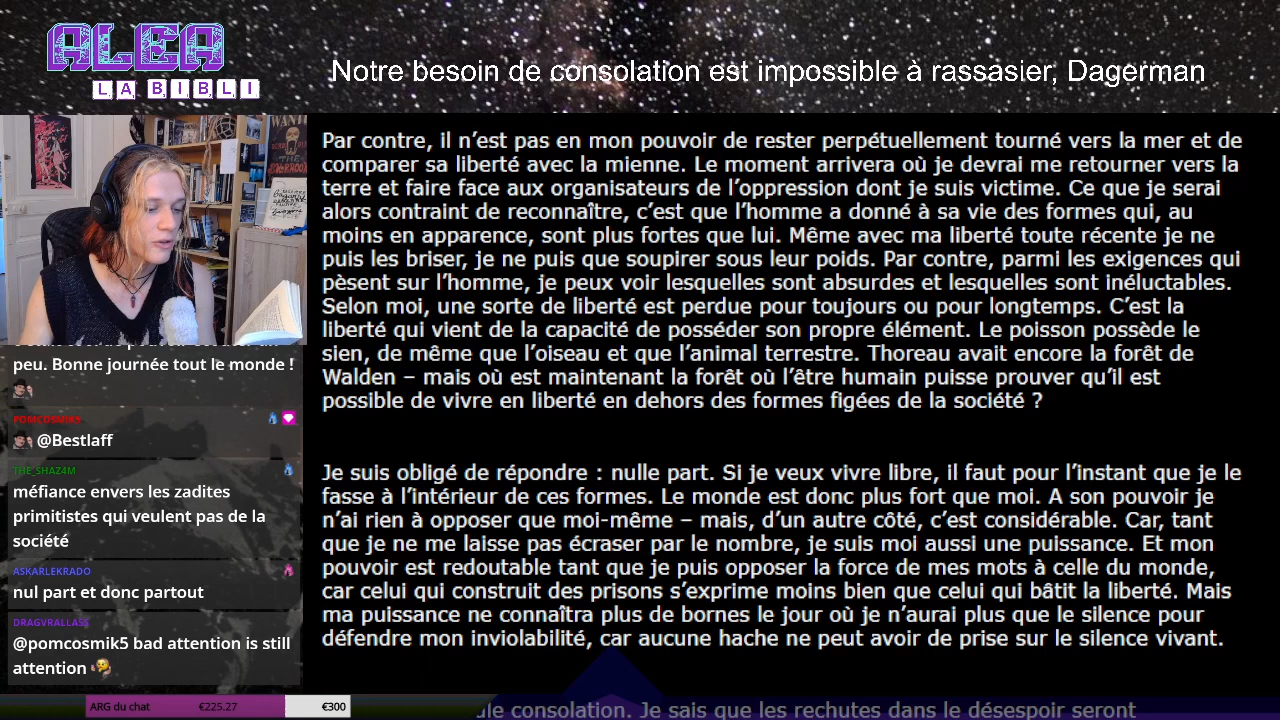 ALEA
LA BIBLI
Notre besoin de consolation est impossible à rassasier, Dagerman
WANT
THE
Par contre, il n’est pas en mon pouvoir de rester perpétuellement tourné vers la mer et de
comparer sa liberté avec la mienne. Le moment arrivera où je devrai me retourner vers la
terre et faire face aux organisateurs de l’oppression dont je suis victime. Ce que je serai
alors contraint de reconnaître, c’est que l’homme a donné à sa vie des formes qui, au
moins en apparence, sont plus fortes que lui. Même avec ma liberté toute récente je ne
puis les briser, je ne puis que soupirer sous leur poids. Par contre, parmi les exigences qui
pèsent sur l’homme, je peux voir lesquelles sont absurdes et lesquelles sont inéluctables.
Selon moi, une sorte de liberté est perdue pour toujours ou pour longtemps. C’est la
liberté qui vient de la capacité de posséder son propre élément. Le poisson possède le
sien, de même que l’oiseau et que l’animal terrestre. Thoreau avait encore la forêt de
Walden – mais où est maintenant la forêt où l’être humain puisse prouver qu’il est
possible de vivre en liberté en dehors des formes figées de la société ?
Je suis obligé de répondre : nulle part. Si je veux vivre libre, il faut pour l’instant que je le
fasse à l’intérieur de ces formes. Le monde est donc plus fort que moi. A son pouvoir je
n’ai rien à opposer que moi-même – mais, d’un autre côté, c’est considérable. Car, tant
que je ne me laisse pas écraser par le nombre, je suis moi aussi une puissance. Et mon
pouvoir est redoutable tant que je puis opposer la force de mes mots à celle du monde,
car celui qui construit des prisons s’exprime moins bien que celui qui bâtit la liberté. Mais
ma puissance ne connaîtra plus de bornes le jour où je n’aurai plus que le silence pour
défendre mon inviolabilité, car aucune hache ne peut avoir de prise sur le silence vivant.
consolation. Je sais que les rechutes dans le désespoir seront
peu. Bonne journée tout le monde !
POMCOSMIK5
@Bestlaff
THE_SHAZ4M
méfiance envers les zadites
primitistes qui veulent pas de la
société
ASKARLEKRADO
nul part et donc partout
DRAGVRALLASS
@pomcosmik5 bad attention is still
attention
ARG du chat €225.27 €300